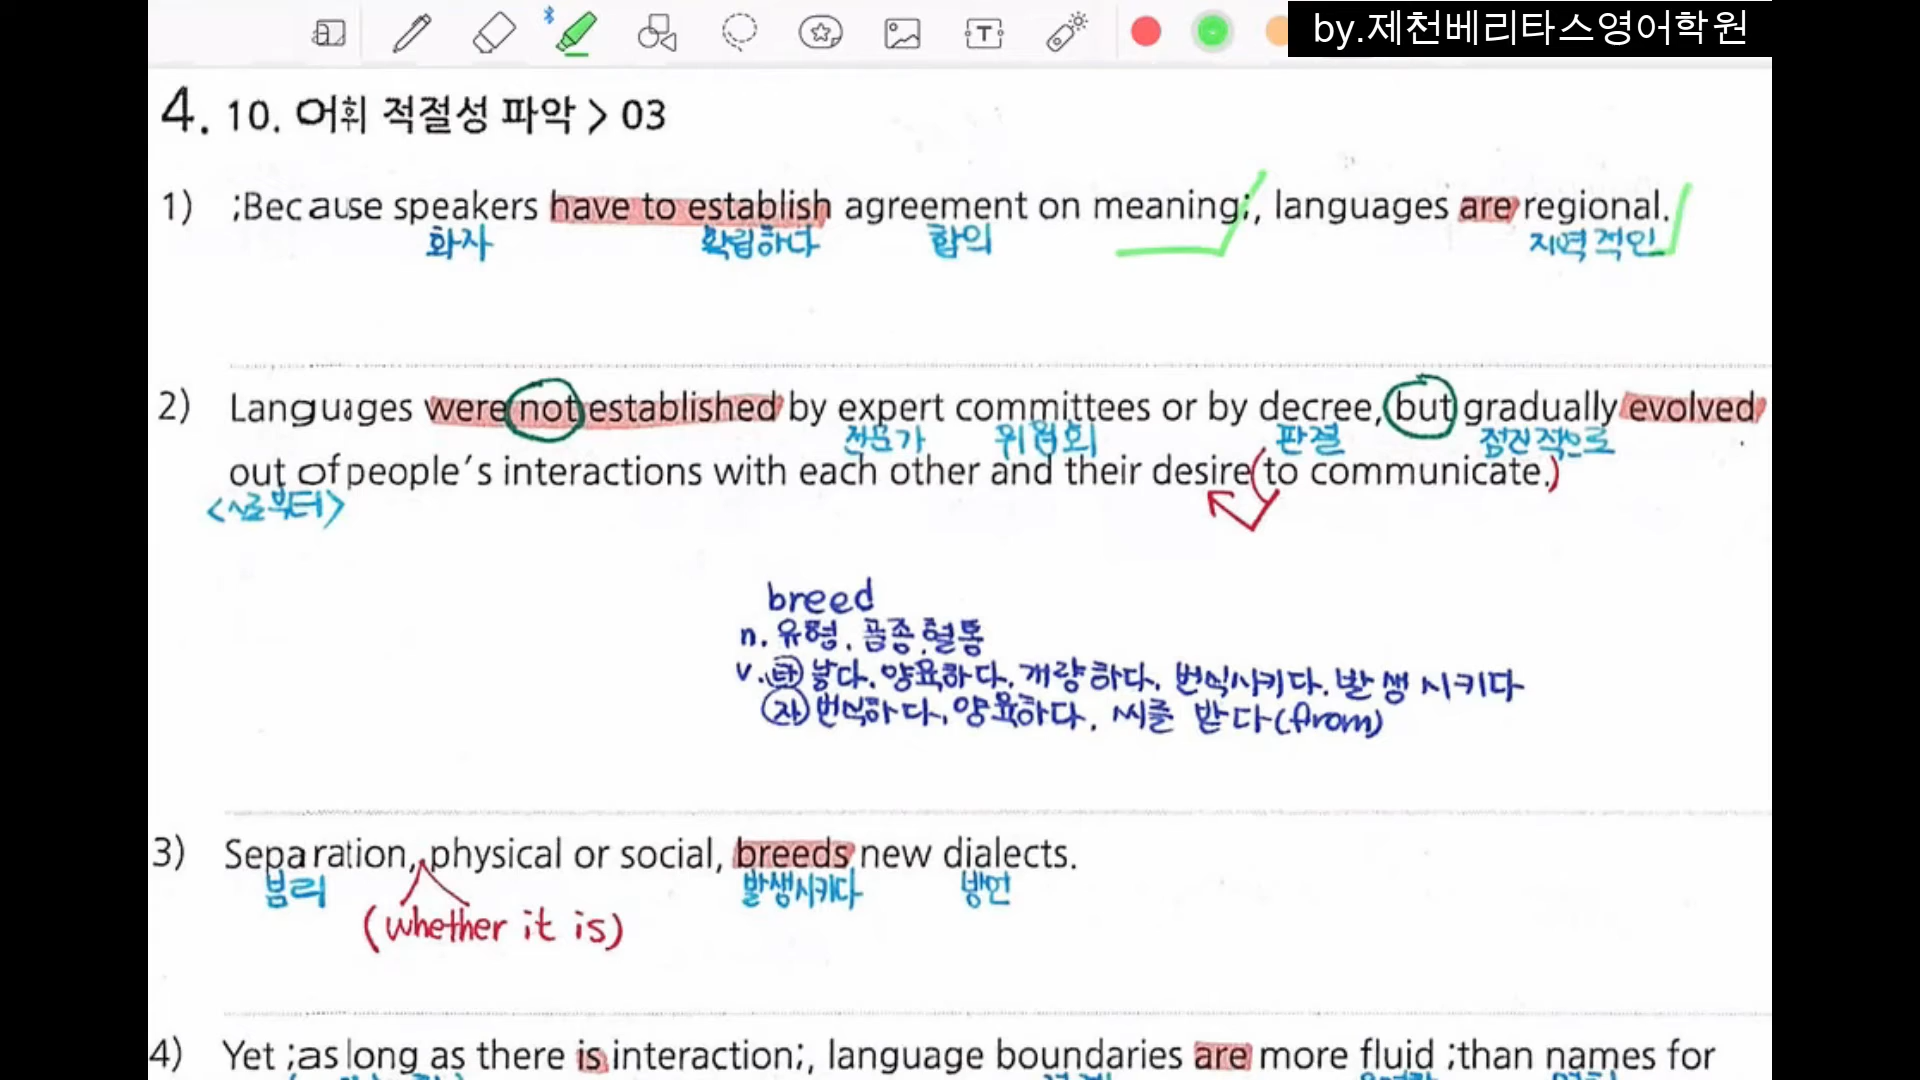 by.제천베리타스영어학원
4. 10. 어휘 적절성 파악 > 03
1) ;Because speakers have to establish agreement on meaning;, languages are regional.
화자 확립하다 합의 지역적인
2) Languages were not established by expert committees or by decree, but gradually evolved
전문가 위원회 판결 점진적으로
out of people's interactions with each other and their desire (to communicate.)
<~로부터>
breed
n. 유형. 품종. 혈통
v. 타 낳다. 양육하다. 개량하다. 번식시키다. 발생시키다
자 번식하다. 양육하다. 씨를 받다(from)
3) Separation, physical or social, breeds new dialects.
분리 발생시키다 방언
(whether it is)
4) Yet ;as long as there is interaction;, language boundaries are more fluid ;than names for